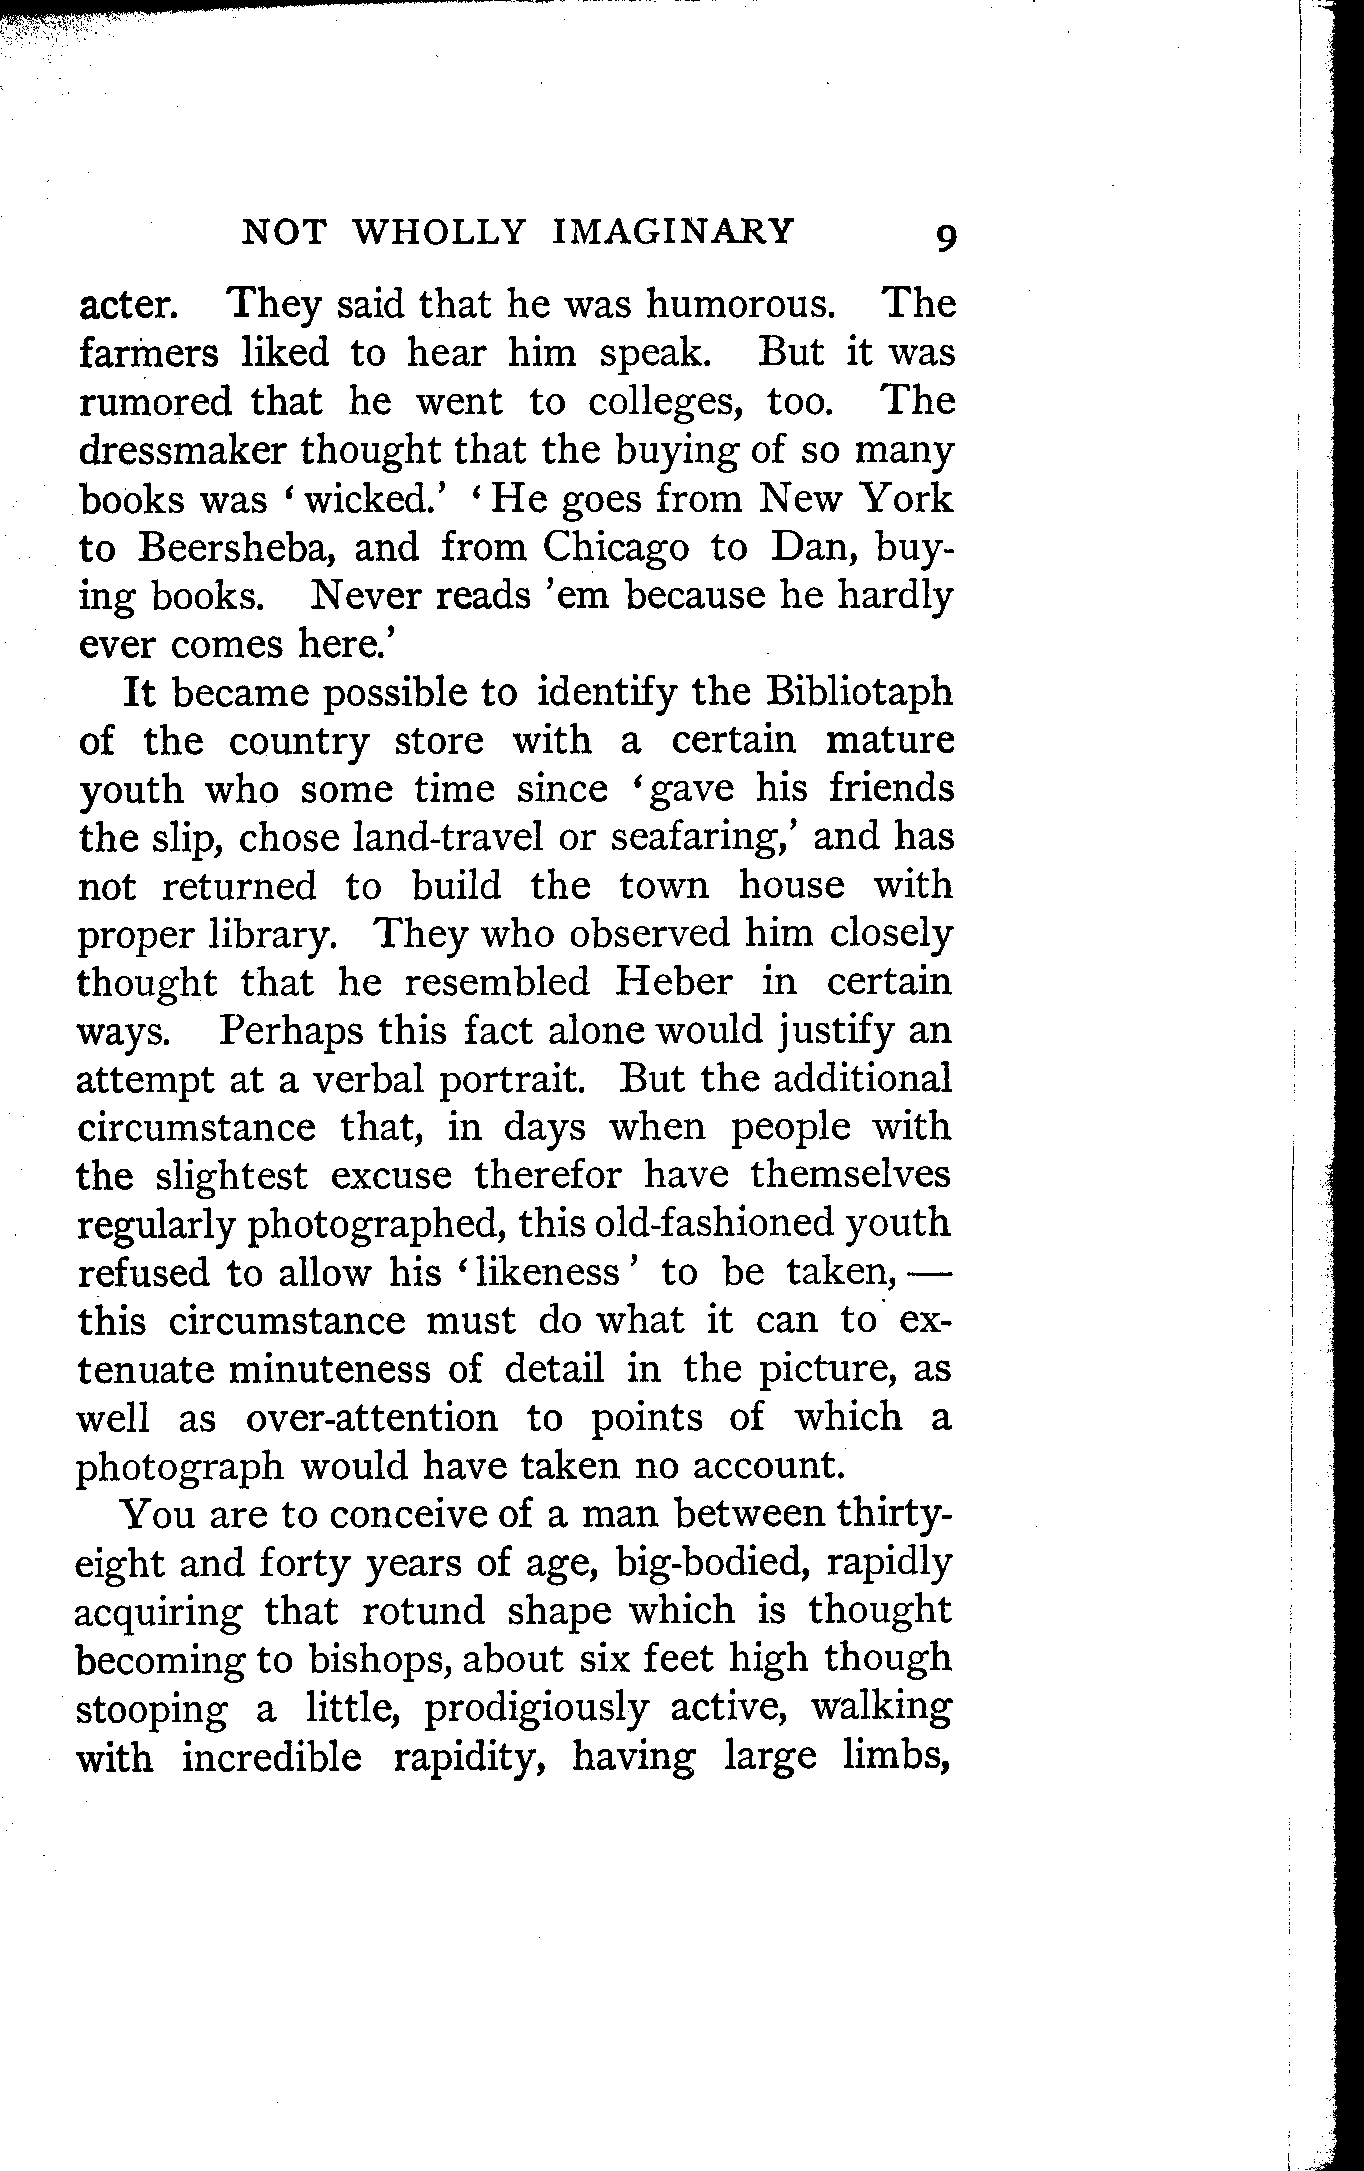 NOT WHOLLY IMAGINARY 9
acter. They said that he was humorous. The
farmers liked to hear him speak. But it was
rumored that he went to colleges, too. The
dressmaker thought that the buying of so many
books was ‘wicked.’ ‘He goes from New York
to Beersheba, and from Chicago to Dan, buy-
ing books. Never reads ’em because he hardly
ever comes here.’
It became possible to identify the Bibliotaph
of the country store with a certain mature
youth who some time since ‘gave his friends
the slip, chose land-travel or seafaring,’ and has
not returned to build the town house with
proper library. They who observed him closely
thought that he resembled Heber in certain
ways. Perhaps this fact alone would justify an
attempt at a verbal portrait. But the additional
circumstance that, in days when people with
the slightest excuse therefor have themselves
regularly photographed, this old-fashioned youth
refused to allow his ‘likeness’ to be taken, —
this circumstance must do what it can to ex-
tenuate minuteness of detail in the picture, as
well as over-attention to points of which a
photograph would have taken no account.
You are to conceive of a man between thirty-
eight and forty years of age, big-bodied, rapidly
acquiring that rotund shape which is thought
becoming to bishops, about six feet high though
stooping a little, prodigiously active, walking
with incredible rapidity, having large limbs,